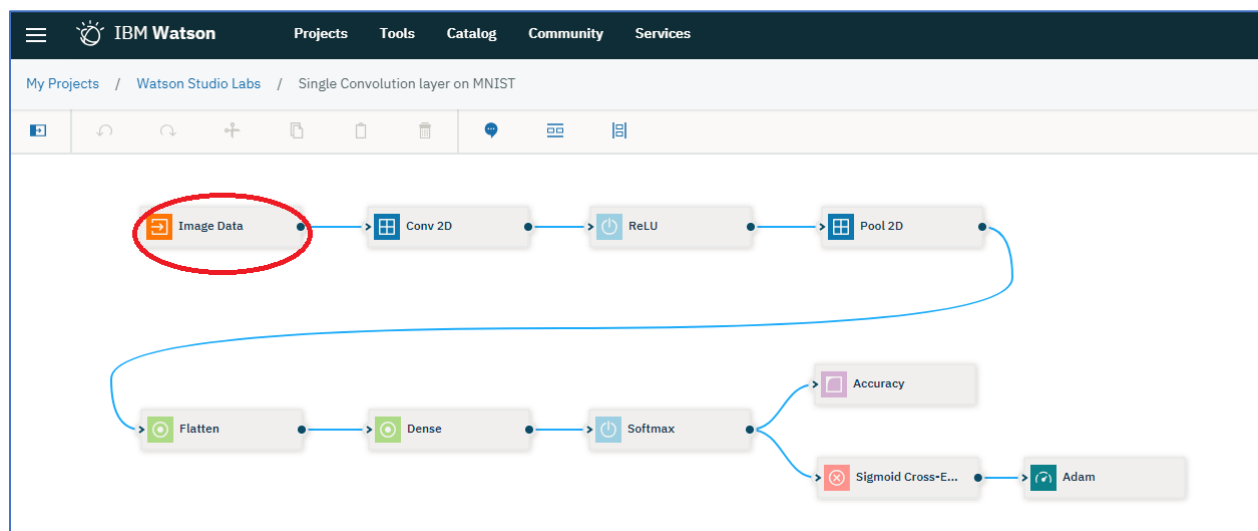 IBM Watson Projects Tools Catalog Community Services
My Projects / Watson Studio Labs / Single Convolution layer on MNIST
Image Data Conv 2D ReLU Pool 2D
Accuracy
Flatten Dense Softmax
Sigmoid Cross-E... Adam